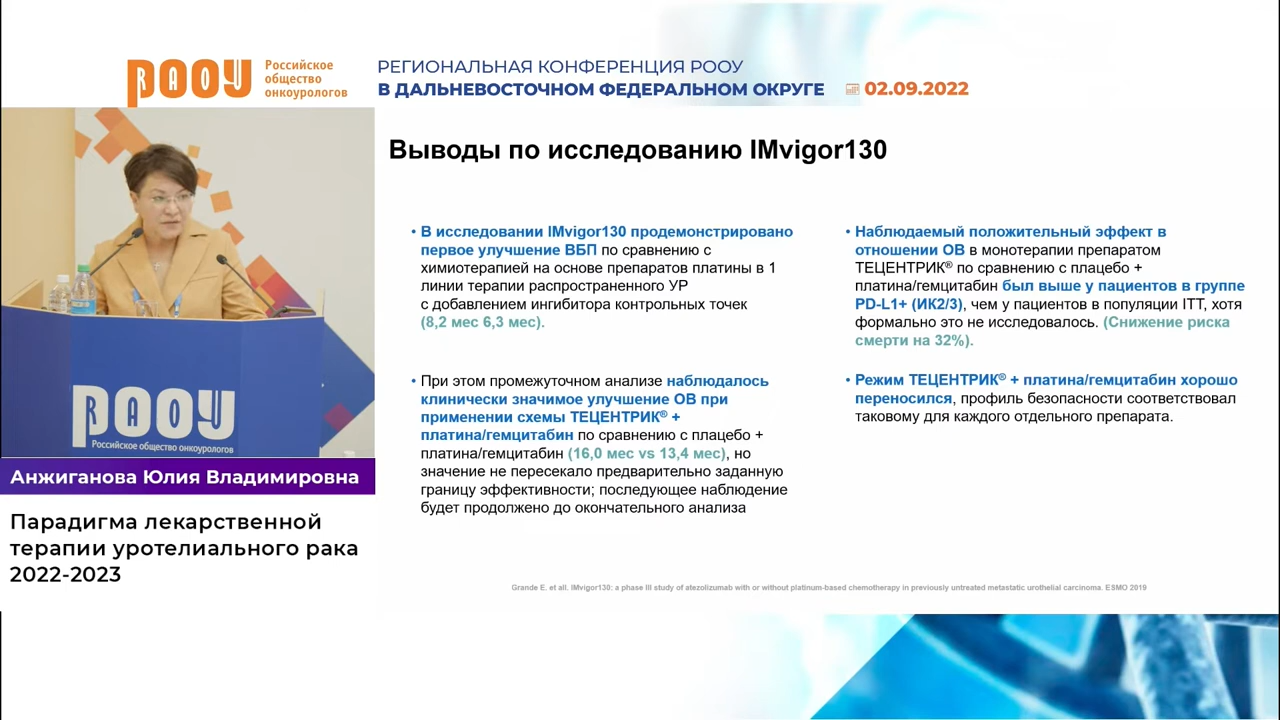 РООУ
Российское
общество
онкоурологов
РЕГИОНАЛЬНАЯ КОНФЕРЕНЦИЯ РООУ
В ДАЛЬНЕВОСТОЧНОМ ФЕДЕРАЛЬНОМ ОКРУГЕ
02.09.2022
РООУ
Российское общество онкоурологов
Анжиганова Юлия Владимировна
Парадигма лекарственной
терапии уротелиального рака
2022-2023
Выводы по исследованию IMvigor130
• В исследовании IMvigor130 продемонстрировано
первое улучшение ВБП по сравнению с
химиотерапией на основе препаратов платины в 1
линии терапии распространенного УР
с добавлением ингибитора контрольных точек
(8,2 мес 6,3 мес).
• При этом промежуточном анализе наблюдалось
клинически значимое улучшение ОВ при
применении схемы ТЕЦЕНТРИК® +
платина/гемцитабин по сравнению с плацебо +
платина/гемцитабин (16,0 мес vs 13,4 мес), но
значение не пересекало предварительно заданную
границу эффективности; последующее наблюдение
будет продолжено до окончательного анализа
• Наблюдаемый положительный эффект в
отношении ОВ в монотерапии препаратом
ТЕЦЕНТРИК® по сравнению с плацебо +
платина/гемцитабин был выше у пациентов в группе
PD-L1+ (ИК2/3), чем у пациентов в популяции ITT, хотя
формально это не исследовалось. (Снижение риска
смерти на 32%).
• Режим ТЕЦЕНТРИК® + платина/гемцитабин хорошо
переносился, профиль безопасности соответствовал
таковому для каждого отдельного препарата.
Grande E. et all. IMvigor130: a phase III study of atezolizumab with or without platinum-based chemotherapy in previously untreated metastatic urothelial carcinoma. ESMO 2019